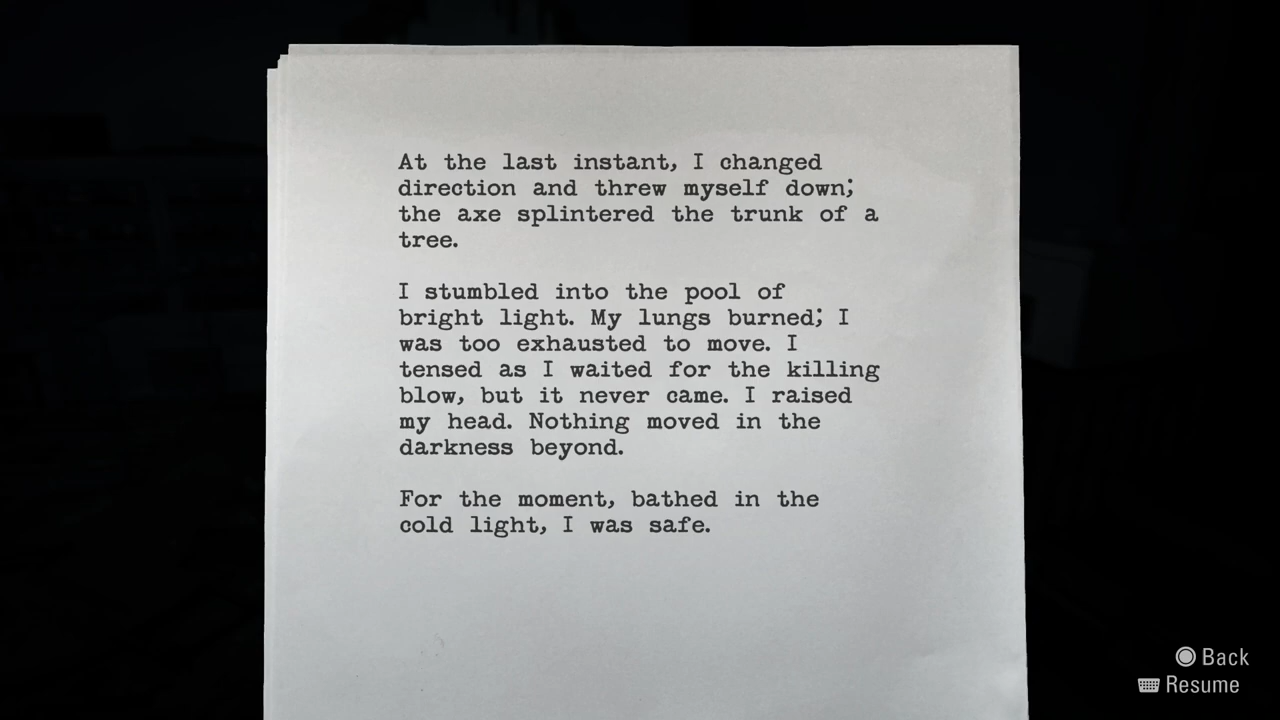 At the last instant, I changed
direction and threw myself down;
the axe splintered the trunk of a
tree.
I stumbled into the pool of
bright light. My lungs burned; I
was too exhausted to move. I
tensed as I waited for the killing
blow, but it never came. I raised
my head. Nothing moved in the
darkness beyond.
For the moment, bathed in the
cold light, I was safe.
Back
Resume